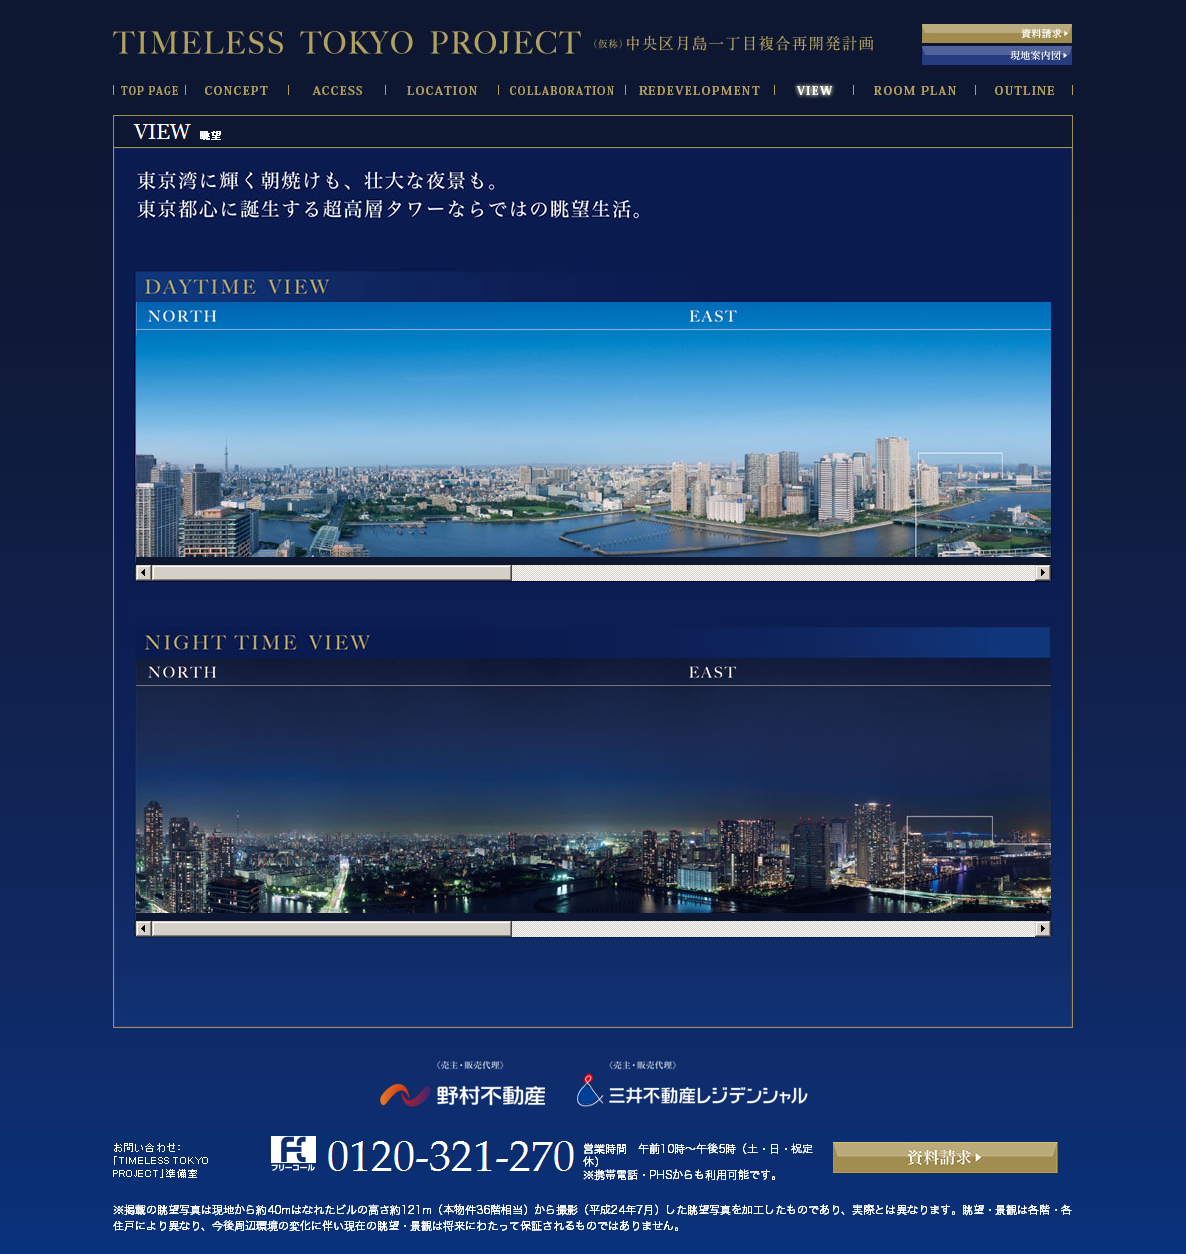 TIMELESS TOKYO PROJECT (仮称)中央区月島一丁目複合再開発計画
資料請求
現地案内図
TOP PAGE CONCEPT ACCESS LOCATION COLLABORATION REDEVELOPMENT VIEW ROOM PLAN OUTLINE
VIEW 眺望
東京湾に輝く朝焼けも、壮大な夜景も。
東京都心に誕生する超高層タワーならではの眺望生活。
DAYTIME VIEW
NORTH EAST
NIGHT TIME VIEW
NORTH EAST
〈売主・販売代理〉 〈売主・販売代理〉
野村不動産 三井不動産レジデンシャル
お問い合わせ:
「TIMELESS TOKYO
PROJECT」準備室
フリーコール
0120-321-270
営業時間 午前10時～午後5時（土・日・祝定
休）
※携帯電話・PHSからも利用可能です。
資料請求
※掲載の眺望写真は現地から約40mはなれたビルの高さ約121m（本物件36階相当）から撮影（平成24年7月）した眺望写真を加工したものであり、実際とは異なります。眺望・景観は各階・各
住戸により異なり、今後周辺環境の変化に伴い現在の眺望・景観は将来にわたって保証されるものではありません。